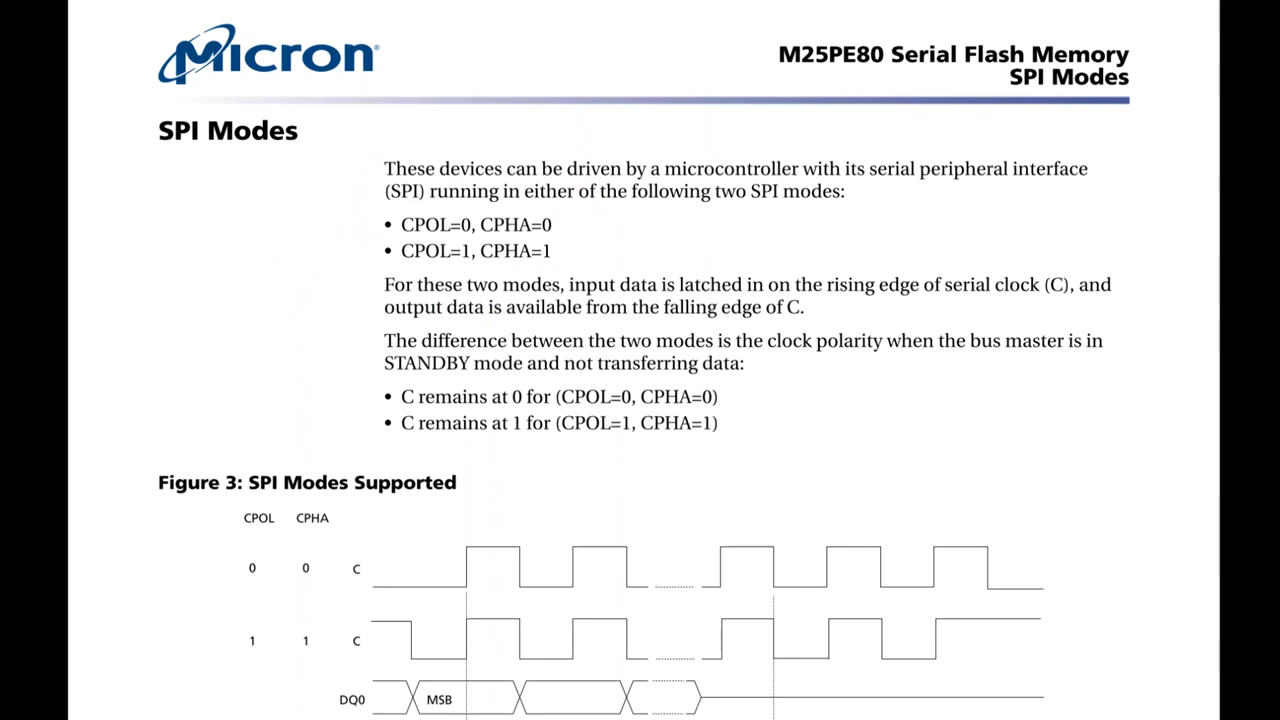 Micron®
M25PE80 Serial Flash Memory
SPI Modes
SPI Modes
These devices can be driven by a microcontroller with its serial peripheral interface
(SPI) running in either of the following two SPI modes:
• CPOL=0, CPHA=0
• CPOL=1, CPHA=1
For these two modes, input data is latched in on the rising edge of serial clock (C), and
output data is available from the falling edge of C.
The difference between the two modes is the clock polarity when the bus master is in
STANDBY mode and not transferring data:
• C remains at 0 for (CPOL=0, CPHA=0)
• C remains at 1 for (CPOL=1, CPHA=1)
Figure 3: SPI Modes Supported
CPOL CPHA
0 0 C
1 1 C
DQ0 MSB